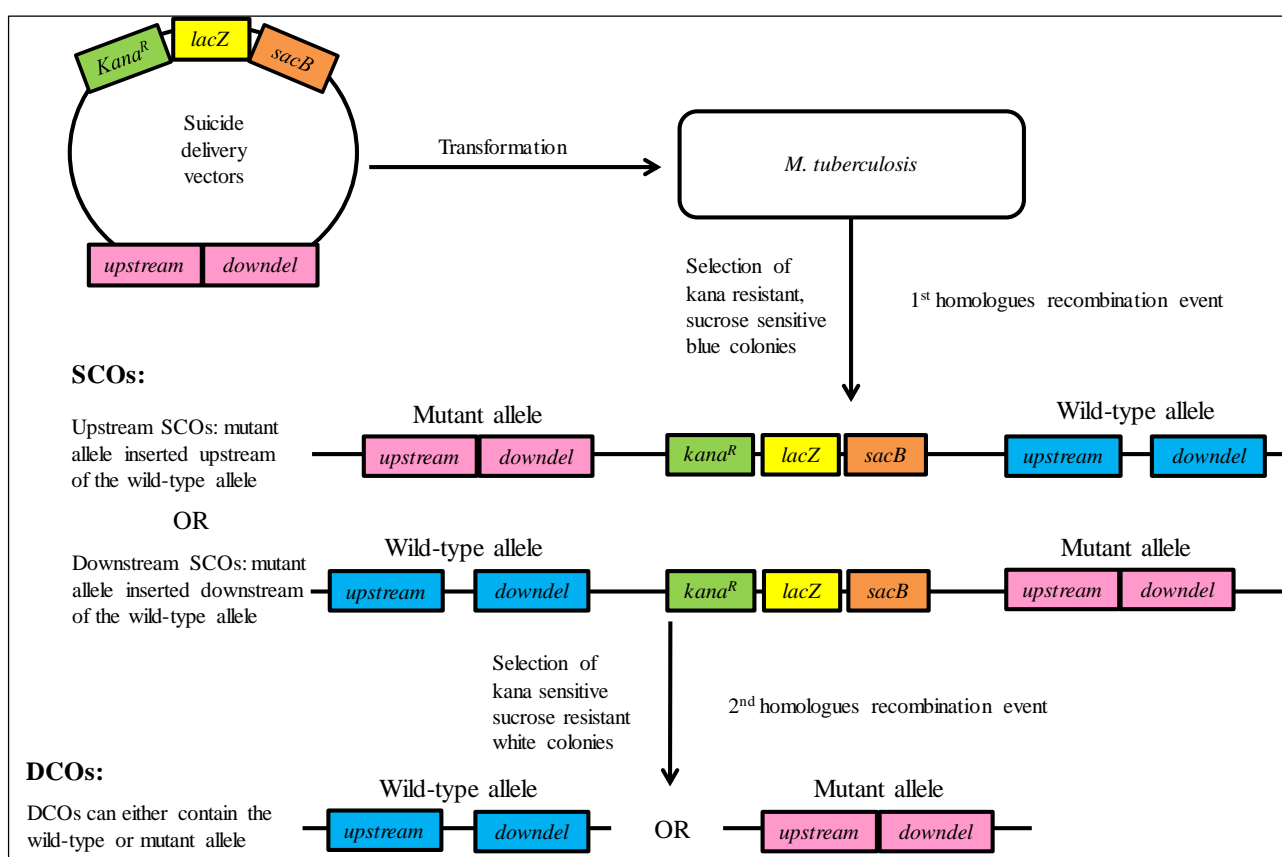 Kana^R
lacZ
sacB
Suicide
delivery
vectors
upstream
downdel
Transformation
M. tuberculosis
Selection of
kana resistant,
sucrose sensitive
blue colonies
1st homologues recombination event
SCOs:
Upstream SCOs: mutant
allele inserted upstream
of the wild-type allele
Mutant allele
upstream
downdel
kana^R
lacZ
sacB
Wild-type allele
upstream
downdel
OR
Downstream SCOs: mutant
allele inserted downstream
of the wild-type allele
Wild-type allele
upstream
downdel
kana^R
lacZ
sacB
Mutant allele
upstream
downdel
Selection of
kana sensitive
sucrose resistant
white colonies
2nd homologues recombination event
DCOs:
DCOs can either contain the
wild-type or mutant allele
Wild-type allele
upstream
downdel
OR
Mutant allele
upstream
downdel